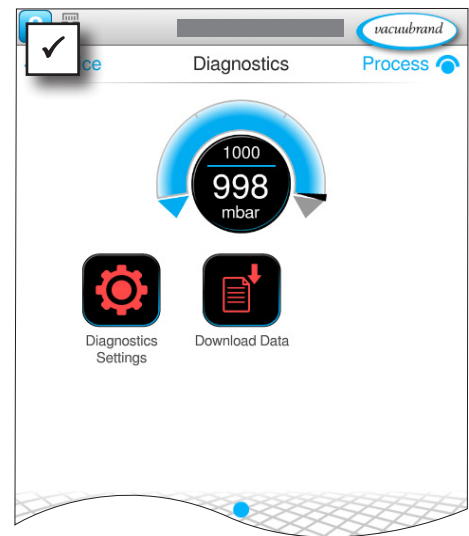 vacuubrand
ce
Diagnostics
Process
1000
998
mbar
Diagnostics
Settings
Download Data